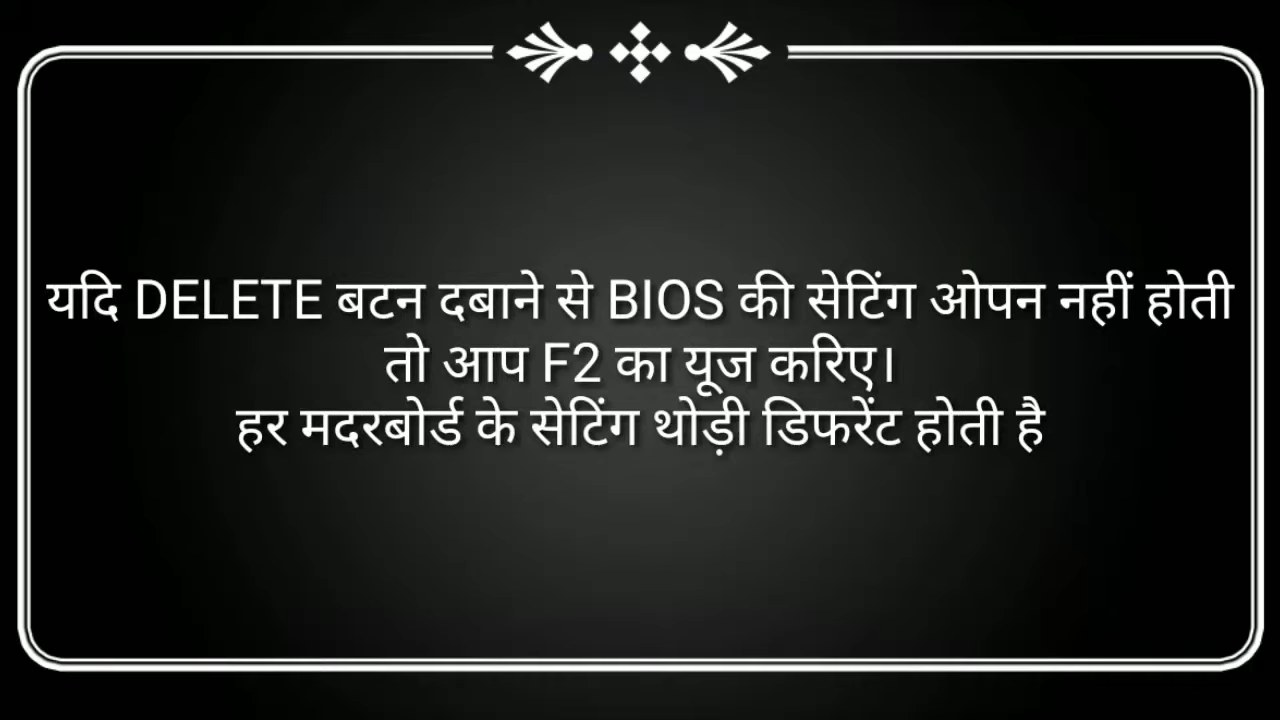 यदि DELETE बटन दबाने से BIOS की सेटिंग ओपन नहीं होती
तो आप F2 का यूज करिए।
हर मदरबोर्ड के सेटिंग थोड़ी डिफरेंट होती है